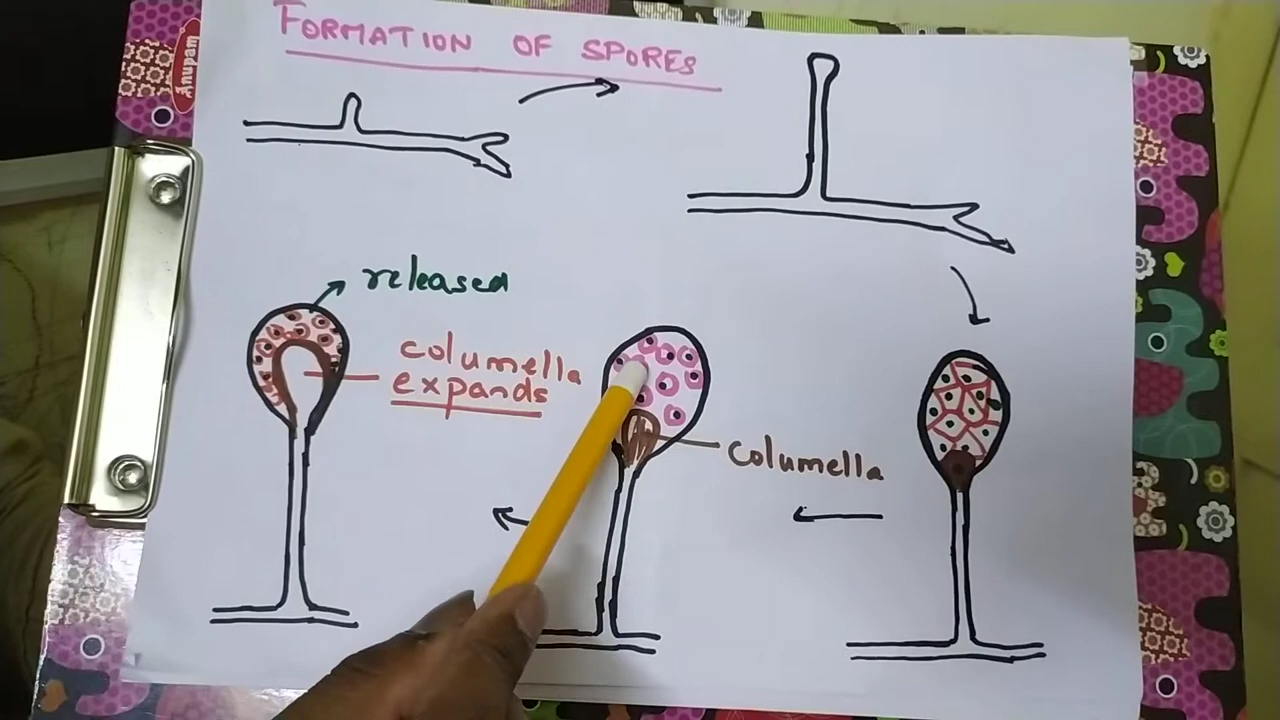 FORMATION OF SPORES
Anupam
released
columella
expands
columella